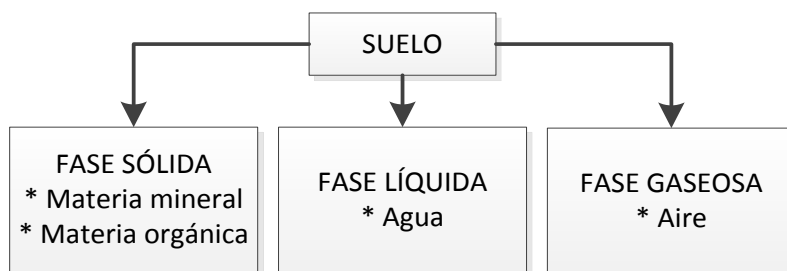 SUELO
FASE SÓLIDA
* Materia mineral
* Materia orgánica
FASE LÍQUIDA
* Agua
FASE GASEOSA
* Aire